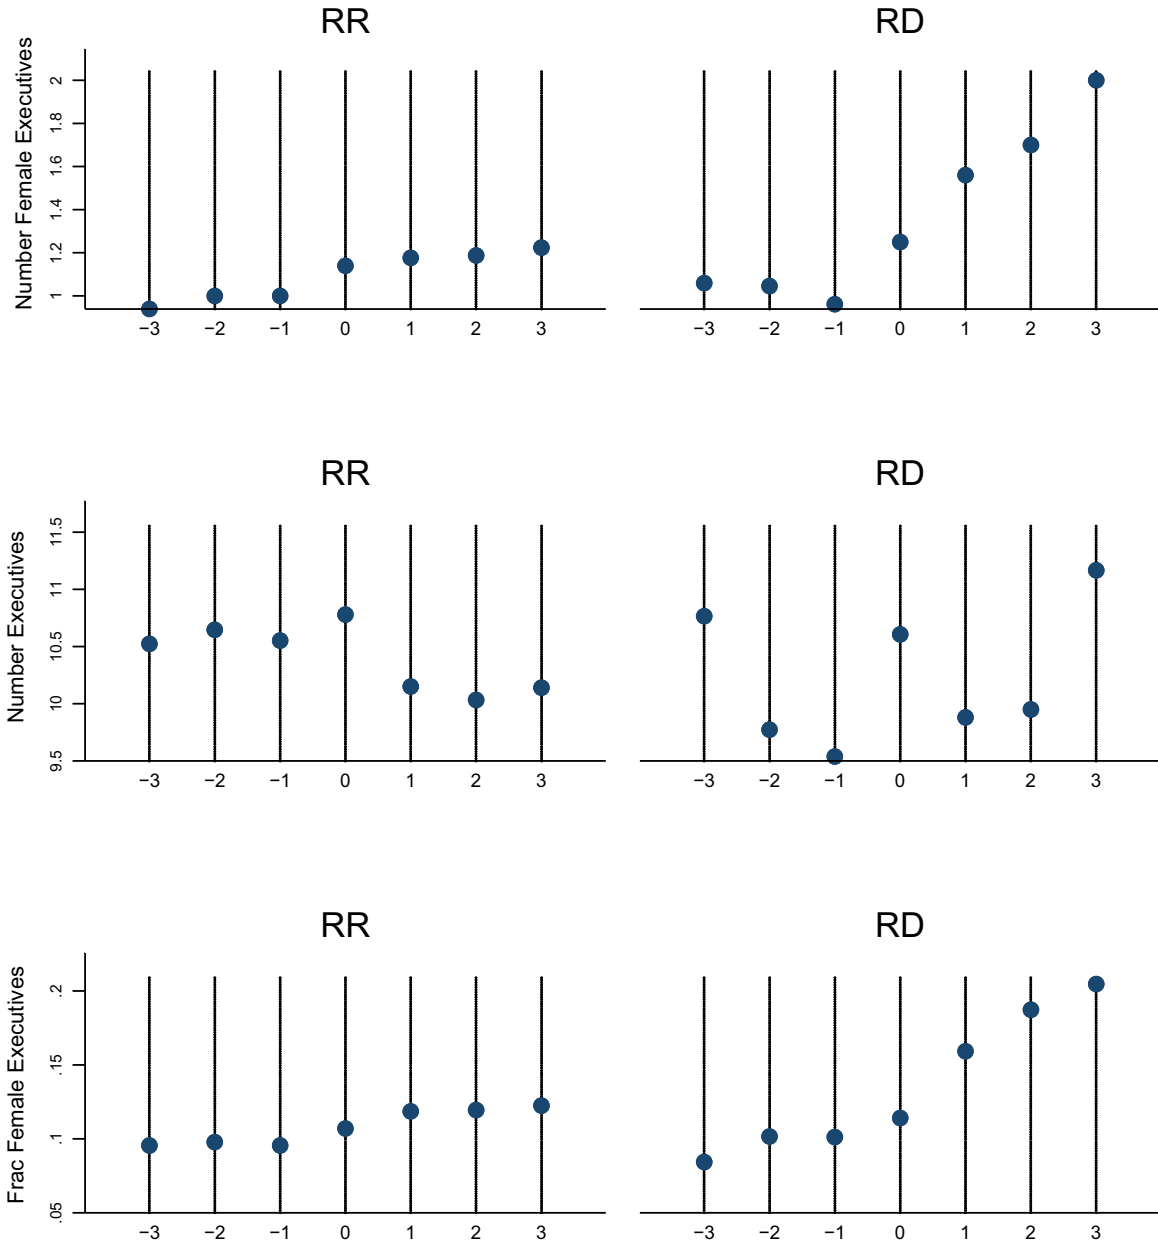 RR
RD
Number Female Executives
2
1.8
1.6
1.4
1.2
1
−3 −2 −1 0 1 2 3
−3 −2 −1 0 1 2 3
RR
RD
Number Executives
11.5
11
10.5
10
9.5
−3 −2 −1 0 1 2 3
−3 −2 −1 0 1 2 3
RR
RD
Frac Female Executives
.2
.15
.1
.05
−3 −2 −1 0 1 2 3
−3 −2 −1 0 1 2 3